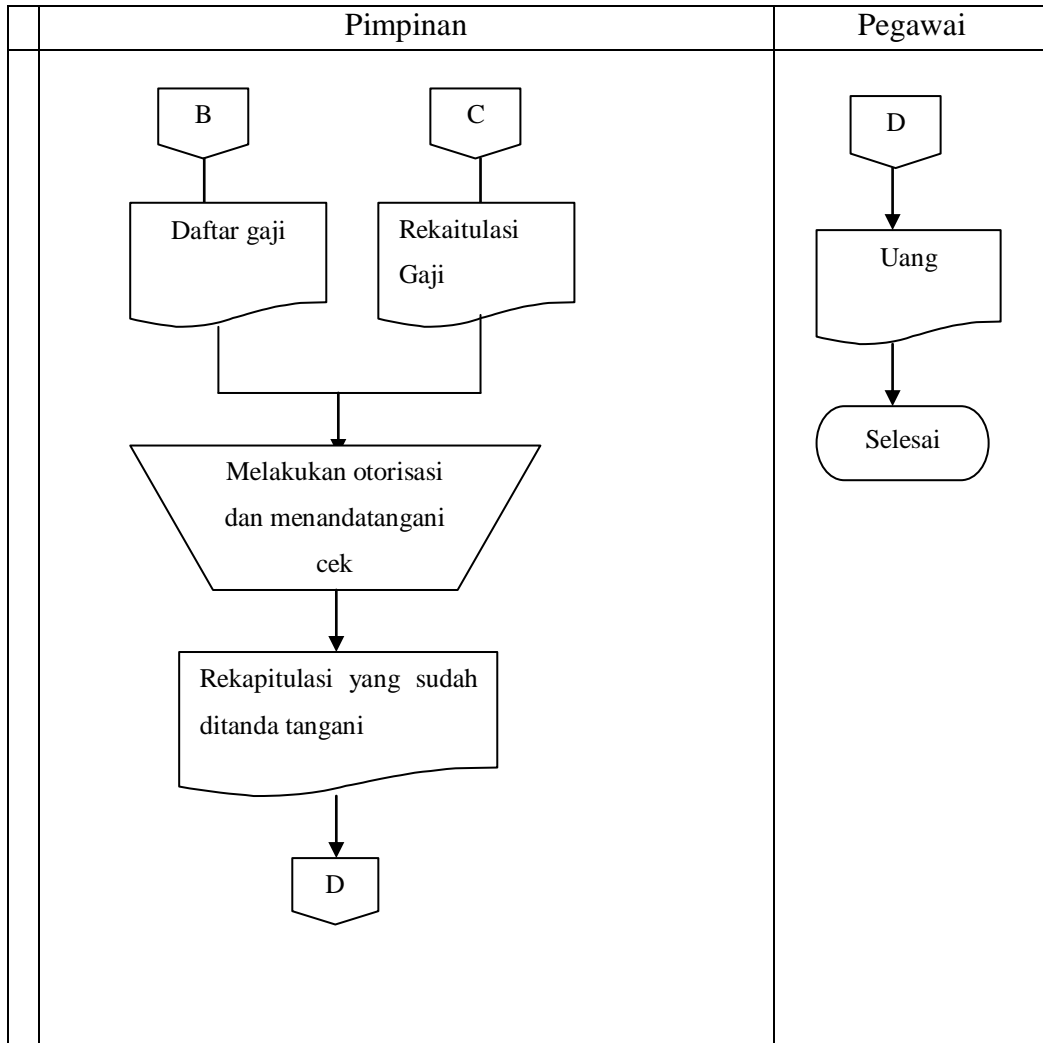 Pimpinan
Pegawai
B
C
Daftar gaji
Rekaitulasi
Gaji
Melakukan otorisasi
dan menandatangani
cek
Rekapitulasi yang sudah
ditanda tangani
D
D
Uang
Selesai